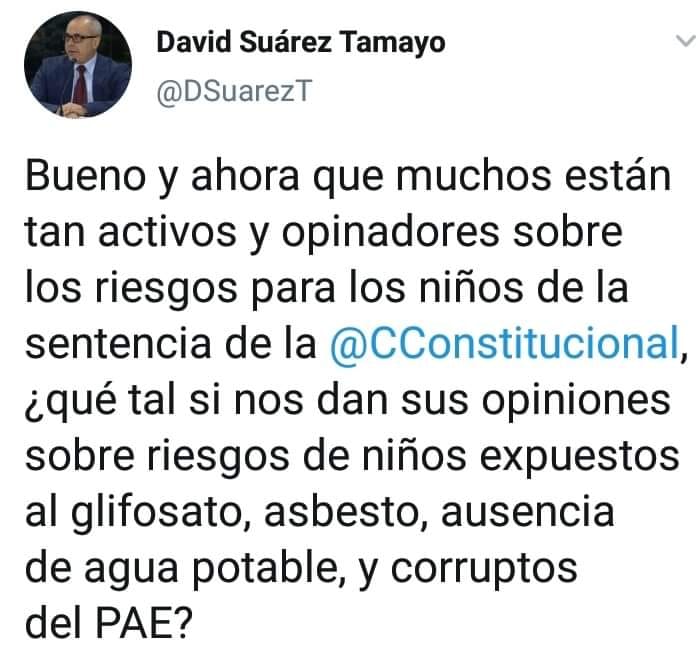 David Suárez Tamayo
@DSuarezT
Bueno y ahora que muchos están
tan activos y opinadores sobre
los riesgos para los niños de la
sentencia de la @CConstitucional,
¿qué tal si nos dan sus opiniones
sobre riesgos de niños expuestos
al glifosato, asbesto, ausencia
de agua potable, y corruptos
del PAE?